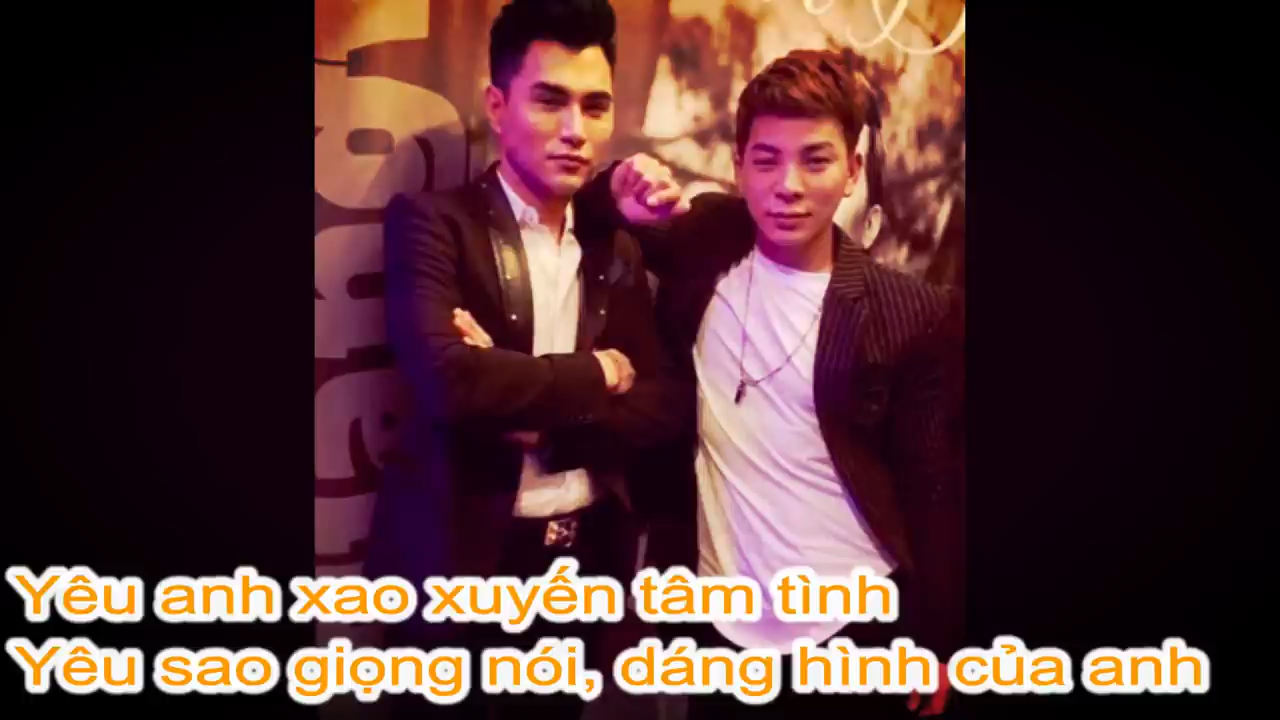 Yêu anh xao xuyến tâm tình
Yêu sao giọng nói, dáng hình của anh